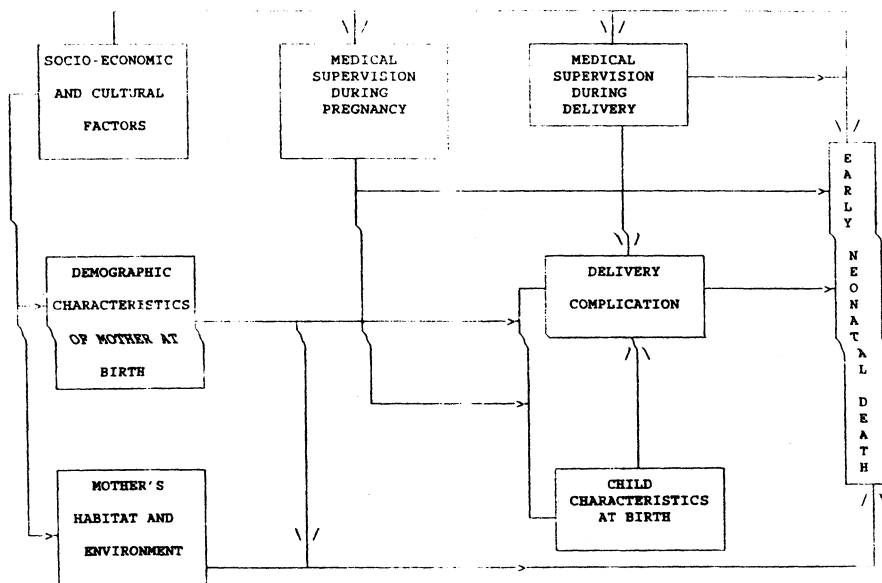 SOCIO-ECONOMIC
AND CULTURAL
FACTORS
MEDICAL
SUPERVISION
DURING
PREGNANCY
MEDICAL
SUPERVISION
DURING
DELIVERY
DEMOGRAPHIC
CHARACTERISTICS
OF MOTHER AT
BIRTH
DELIVERY
COMPLICATION
MOTHER'S
HABITAT AND
ENVIRONMENT
CHILD
CHARACTERISTICS
AT BIRTH
EARLY NEONATAL DEATH